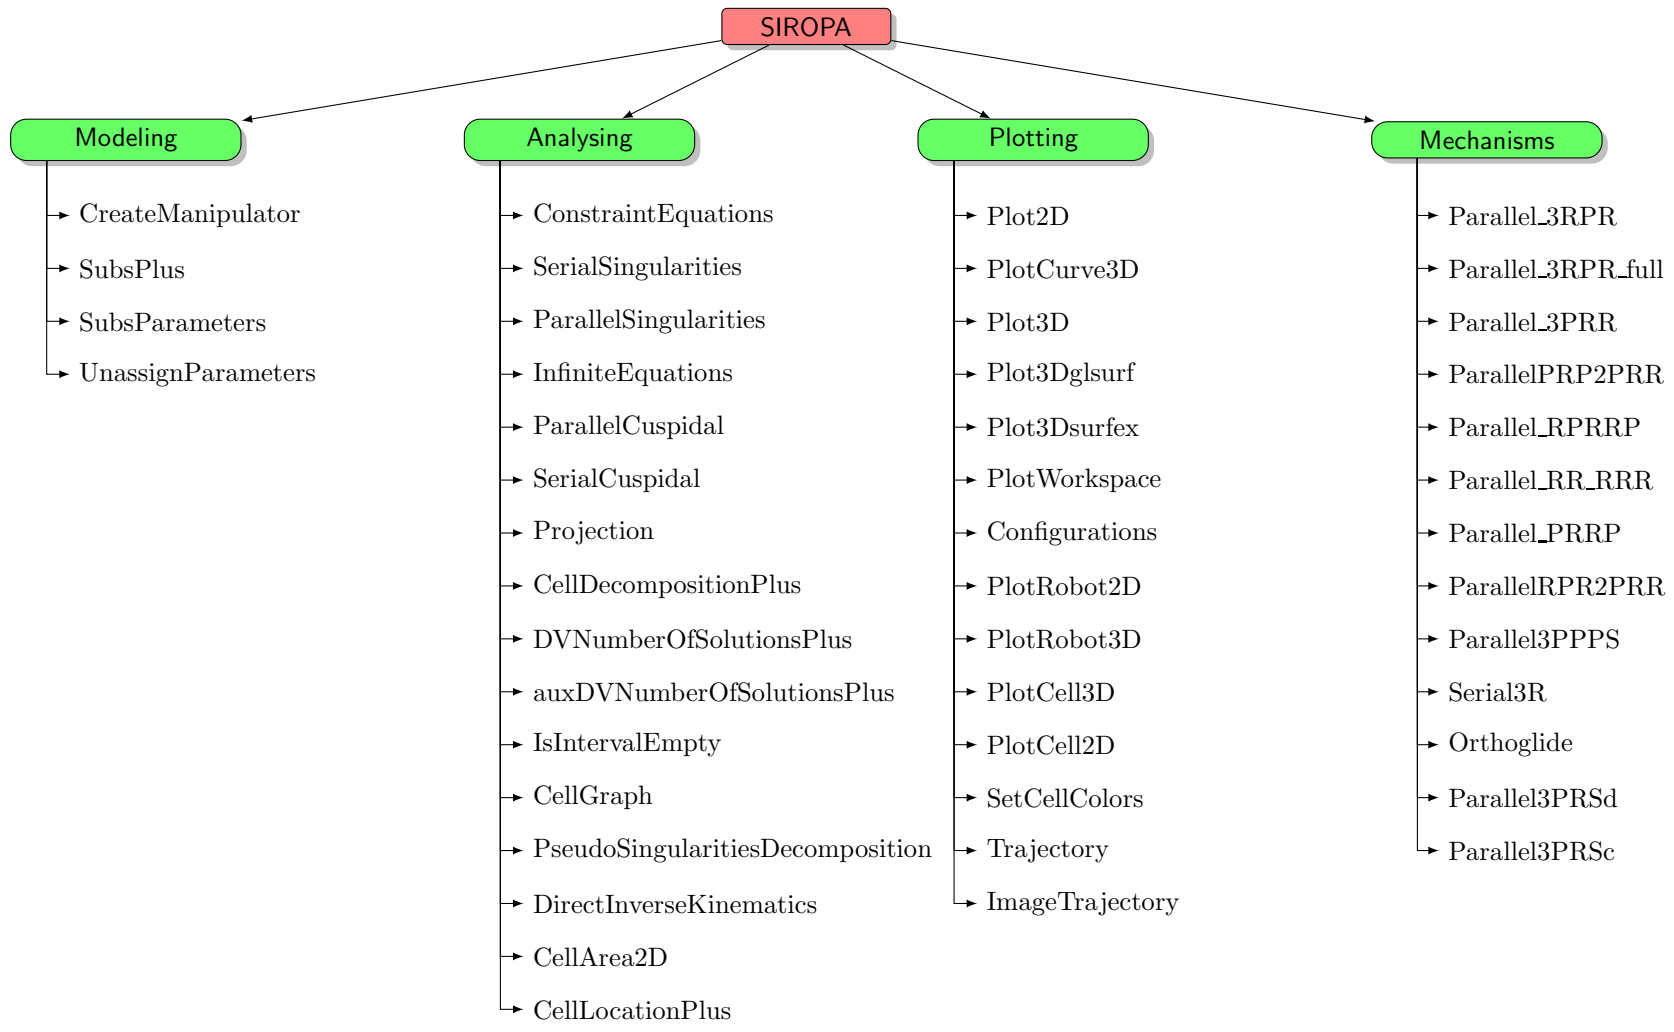 SIROPA
Modeling
CreateManipulator
SubsPlus
SubsParameters
UnassignParameters
Analysing
ConstraintEquations
SerialSingularities
ParallelSingularities
InfiniteEquations
ParallelCuspidal
SerialCuspidal
Projection
CellDecompositionPlus
DVNumberOfSolutionsPlus
auxDVNumberOfSolutionsPlus
IsIntervalEmpty
CellGraph
PseudoSingularitiesDecomposition
DirectInverseKinematics
CellArea2D
CellLocationPlus
Plotting
Plot2D
PlotCurve3D
Plot3D
Plot3Dglsurf
Plot3Dsurfex
PlotWorkspace
Configurations
PlotRobot2D
PlotRobot3D
PlotCell3D
PlotCell2D
SetCellColors
Trajectory
ImageTrajectory
Mechanisms
Parallel_3RPR
Parallel_3RPR_full
Parallel_3PRR
ParallelPRP2PRR
Parallel_RPRRP
Parallel_RR_RRR
Parallel_PRRP
ParallelRPR2PRR
Parallel3PPPS
Serial3R
Orthoglide
Parallel3PRSd
Parallel3PRSc